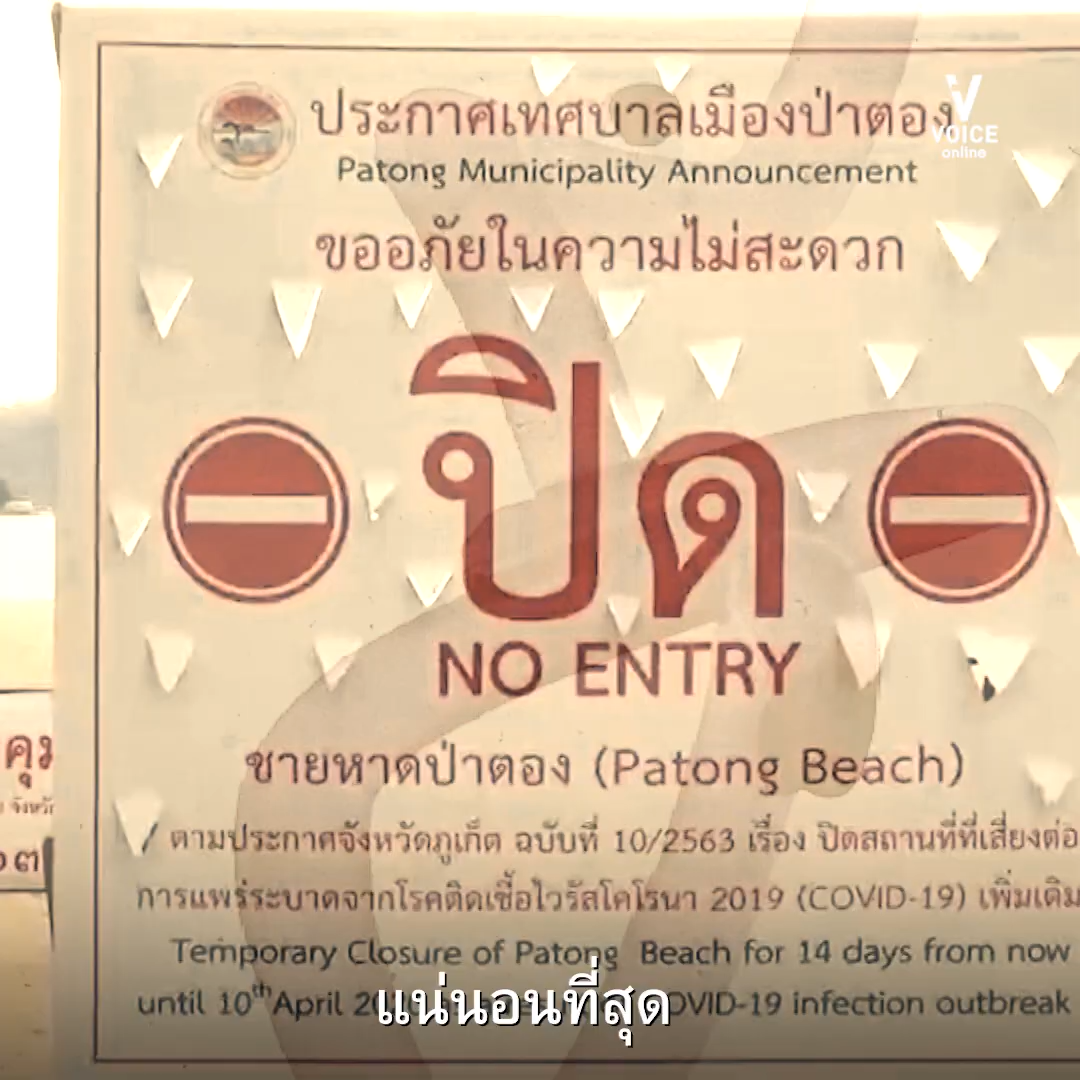 ประกาศเทศบาลเมืองป่าตอง
VOICE
online
Patong Municipality Announcement
ขออภัยในความไม่สะดวก
ปิด
NO ENTRY
ชายหาดป่าตอง (Patong Beach)
ตามประกาศจังหวัดภูเก็ต ฉบับที่ 10/2563 เรื่อง ปิดสถานที่ที่เสี่ยงต่อ
การแพร่ระบาดจากโรคติดเชื้อไวรัสโคโรนา 2019 (COVID-19) เพิ่มเติม
Temporary Closure of Patong Beach for 14 days from now
until 10th April COVID-19 infection outbreak
แน่นอนที่สุด